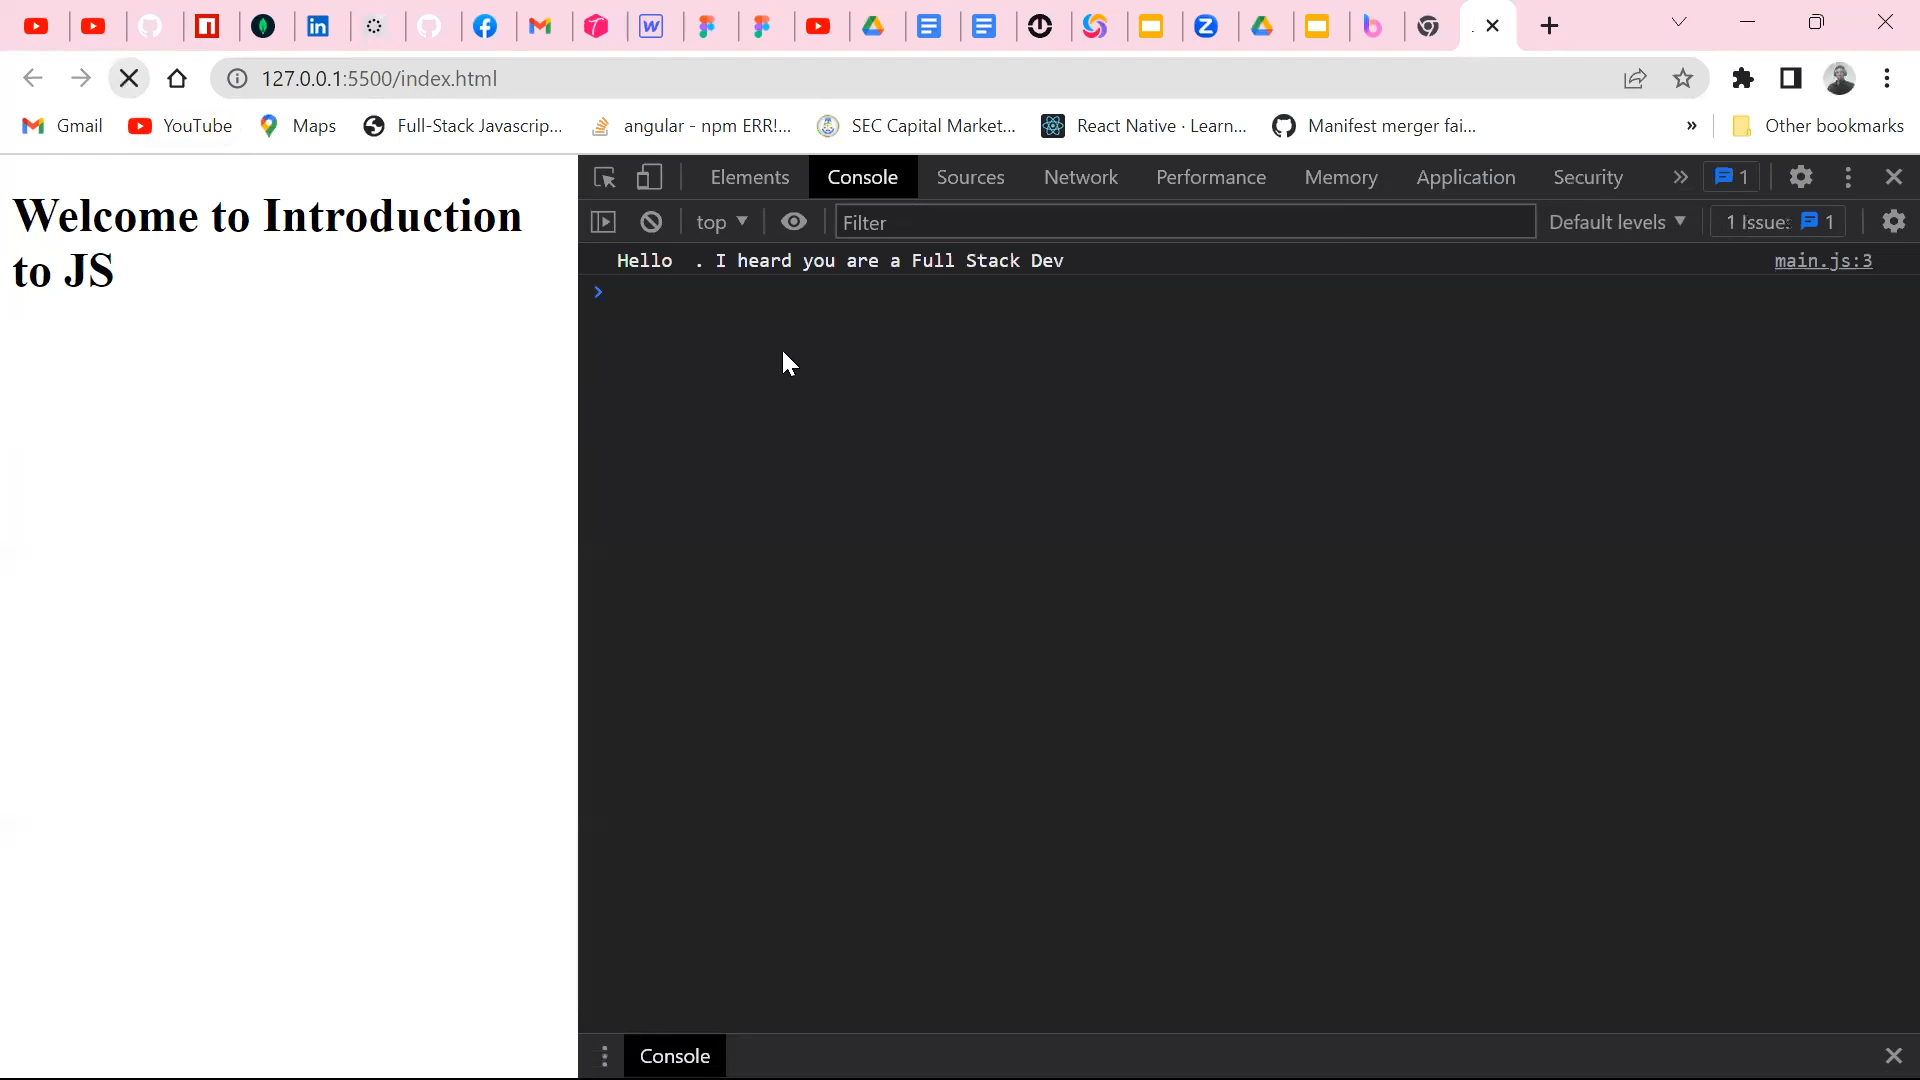 127.0.0.1:5500/index.html
Gmail YouTube Maps Full-Stack Javascrip... angular - npm ERR!... SEC Capital Market... React Native · Learn... Manifest merger fai... » Other bookmarks
Welcome to Introduction
to JS
Elements Console Sources Network Performance Memory Application Security » 1
top Filter Default levels 1 Issue: 1
Hello  . I heard you are a Full Stack Dev main.js:3
Console